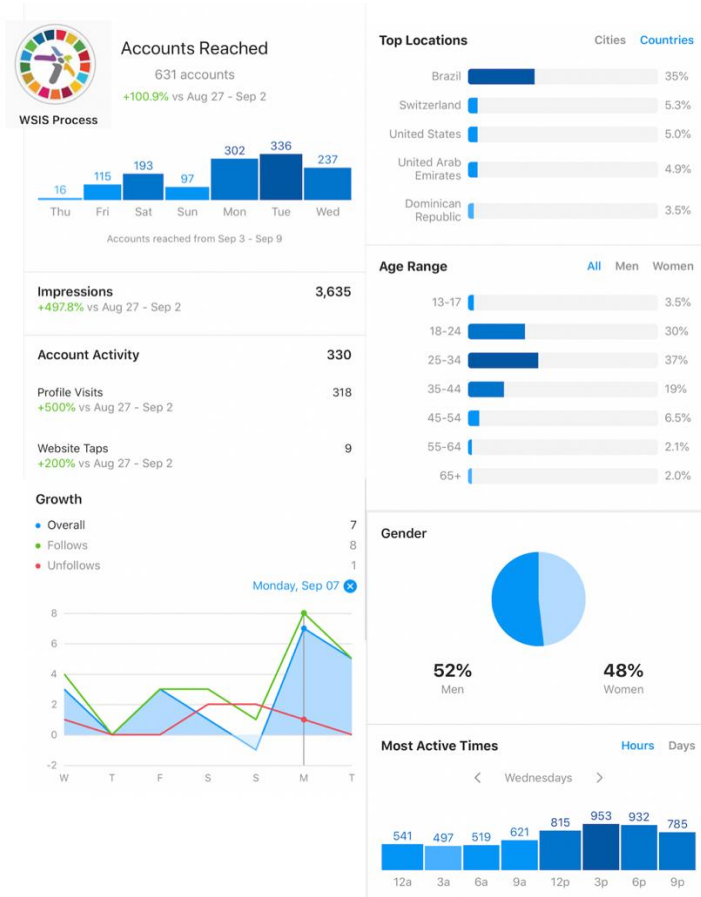 WSIS Process
Accounts Reached
631 accounts
+100.9% vs Aug 27 - Sep 2
16
115
193
97
302
336
237
Thu Fri Sat Sun Mon Tue Wed
Accounts reached from Sep 3 - Sep 9
Impressions 3,635
+497.8% vs Aug 27 - Sep 2
Account Activity 330
Profile Visits 318
+500% vs Aug 27 - Sep 2
Website Taps 9
+200% vs Aug 27 - Sep 2
Growth
Overall 7
Follows 8
Unfollows 1
Monday, Sep 07
8
6
4
2
0
-2
W T F S S M T
Top Locations Cities Countries
Brazil 35%
Switzerland 5.3%
United States 5.0%
United Arab
Emirates 4.9%
Dominican
Republic 3.5%
Age Range All Men Women
13-17 3.5%
18-24 30%
25-34 37%
35-44 19%
45-54 6.5%
55-64 2.1%
65+ 2.0%
Gender
52% 48%
Men Women
Most Active Times Hours Days
< Wednesdays >
541 497 519 621 815 953 932 785
12a 3a 6a 9a 12p 3p 6p 9p